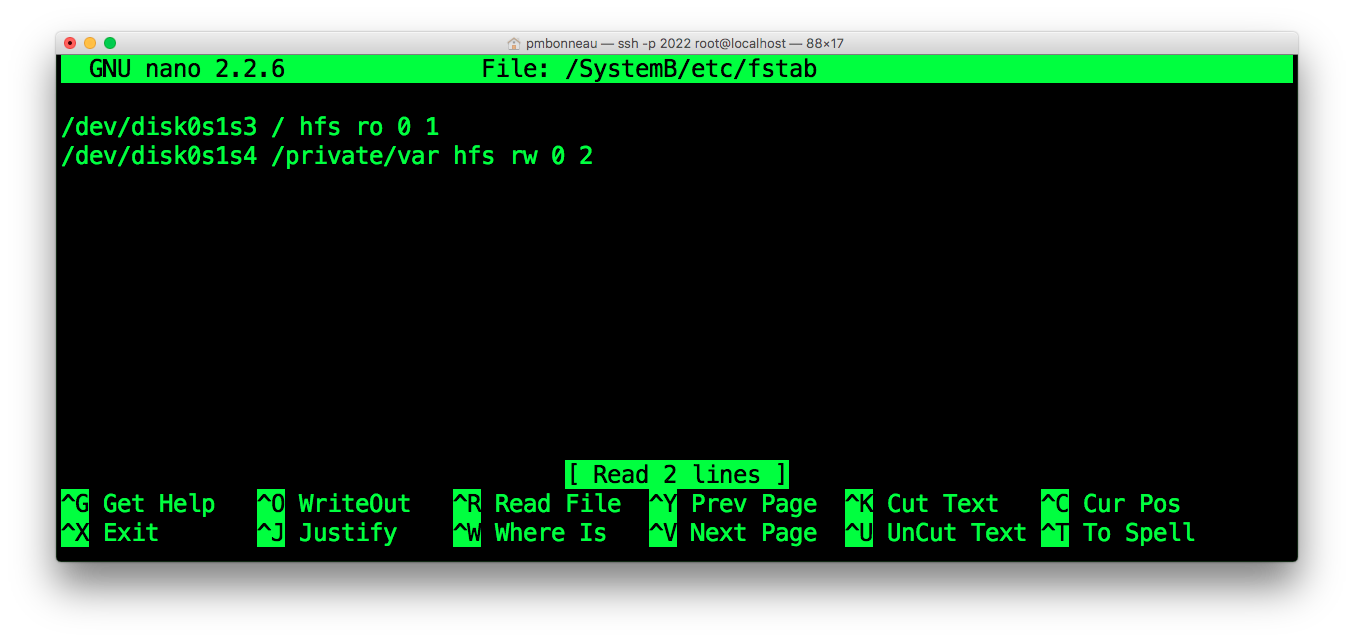 pmbonneau — ssh -p 2022 root@localhost — 88×17
GNU nano 2.2.6 File: /SystemB/etc/fstab
/dev/disk0s1s3 / hfs ro 0 1
/dev/disk0s1s4 /private/var hfs rw 0 2
[ Read 2 lines ]
^G Get Help ^O WriteOut ^R Read File ^Y Prev Page ^K Cut Text ^C Cur Pos
^X Exit ^J Justify ^W Where Is ^V Next Page ^U UnCut Text ^T To Spell